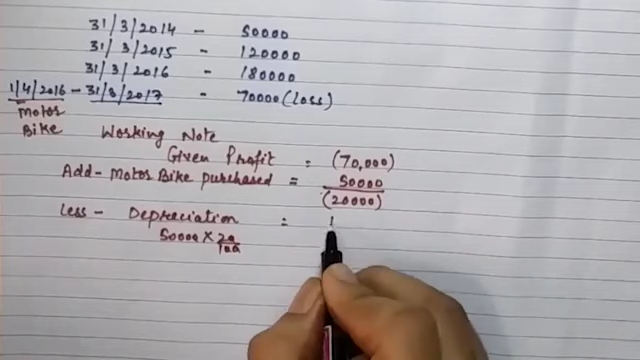 31/3/2014 - 50000
31/3/2015 - 120000
31/3/2016 - 180000
1/4/2016 - 31/3/2017 - 70000 (loss)
Motor
Bike
Working Note
Given Profit = (70,000)
Add - Motor Bike purchased = 50000
(20000)
Less - Depreciation = 1
50000 X 20/100